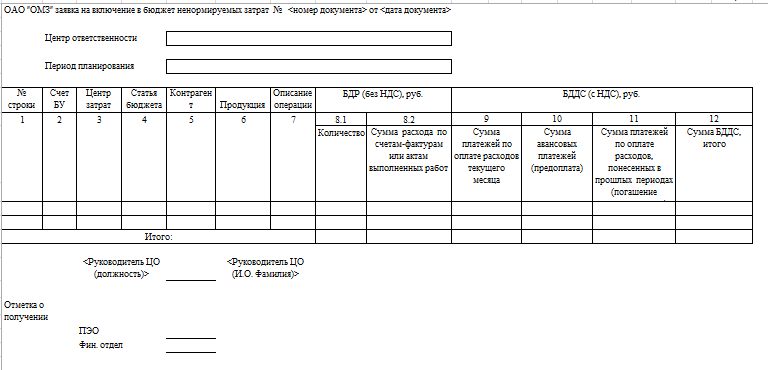 ОАО "ОМЗ" заявка на включение в бюджет ненормируемых затрат № <номер документа> от <дата документа>
Центр ответственности
Период планирования
№ строки
Счет БУ
Центр затрат
Статья бюджета
Контрагент
Продукция
Описание операции
БДР (без НДС), руб.
БДДС (с НДС), руб.
1 2 3 4 5 6 7 8.1 8.2 9 10 11 12
Количество
Сумма расхода по
счетам-фактурам
или актам
выполненных работ
Сумма
платежей по
оплате расходов
текущего
месяца
Сумма
авансовых
платежей
(предоплата)
Сумма платежей
по оплате
расходов,
понесенных в
прошлых периодах
(погашение
Сумма БДДС,
итого
Итого:
<Руководитель ЦО
(должность)>
<Руководитель ЦО
(И.О. Фамилия)>
Отметка о
получении
ПЭО
Фин. отдел